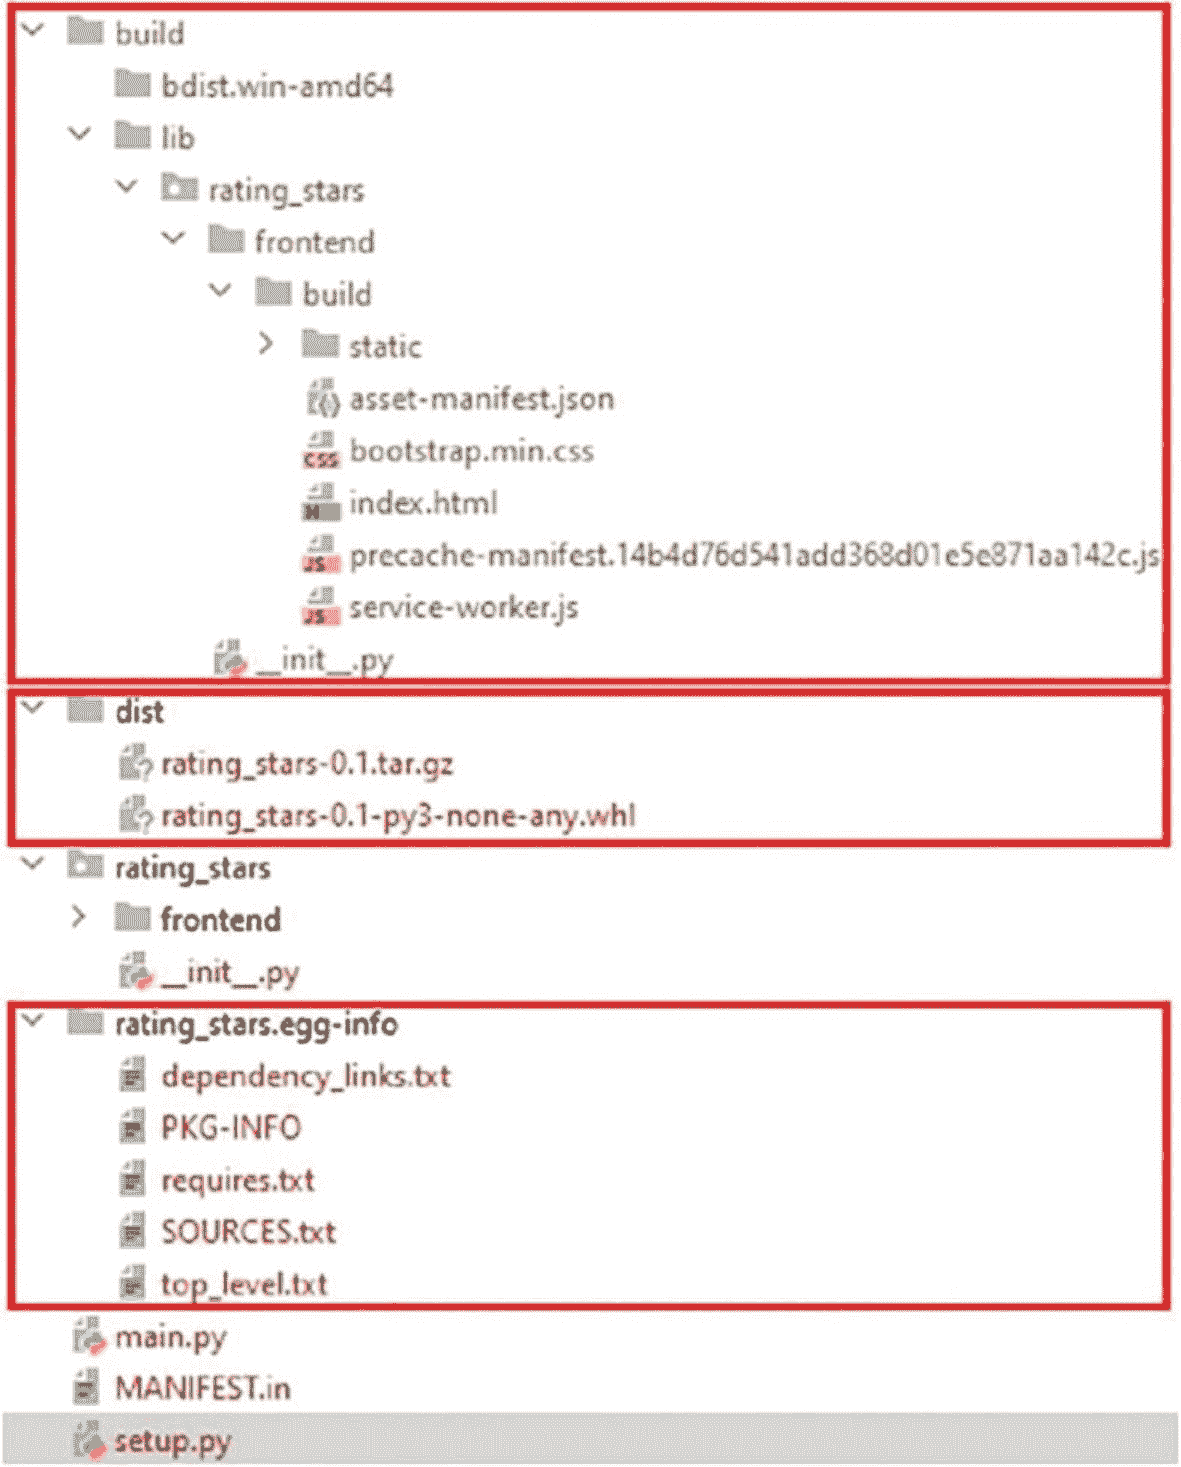 build
bdist.win-amd64
lib
rating_stars
frontend
build
static
asset-manifest.json
CSS bootstrap.min.css
H index.html
JS precache-manifest.14b4d76d541add368d01e5e871aa142c.js
JS service-worker.js
__init__.py
dist
rating_stars-0.1.tar.gz
rating_stars-0.1-py3-none-any.whl
rating_stars
frontend
__init__.py
rating_stars.egg-info
dependency_links.txt
PKG-INFO
requires.txt
SOURCES.txt
top_level.txt
main.py
MANIFEST.in
setup.py